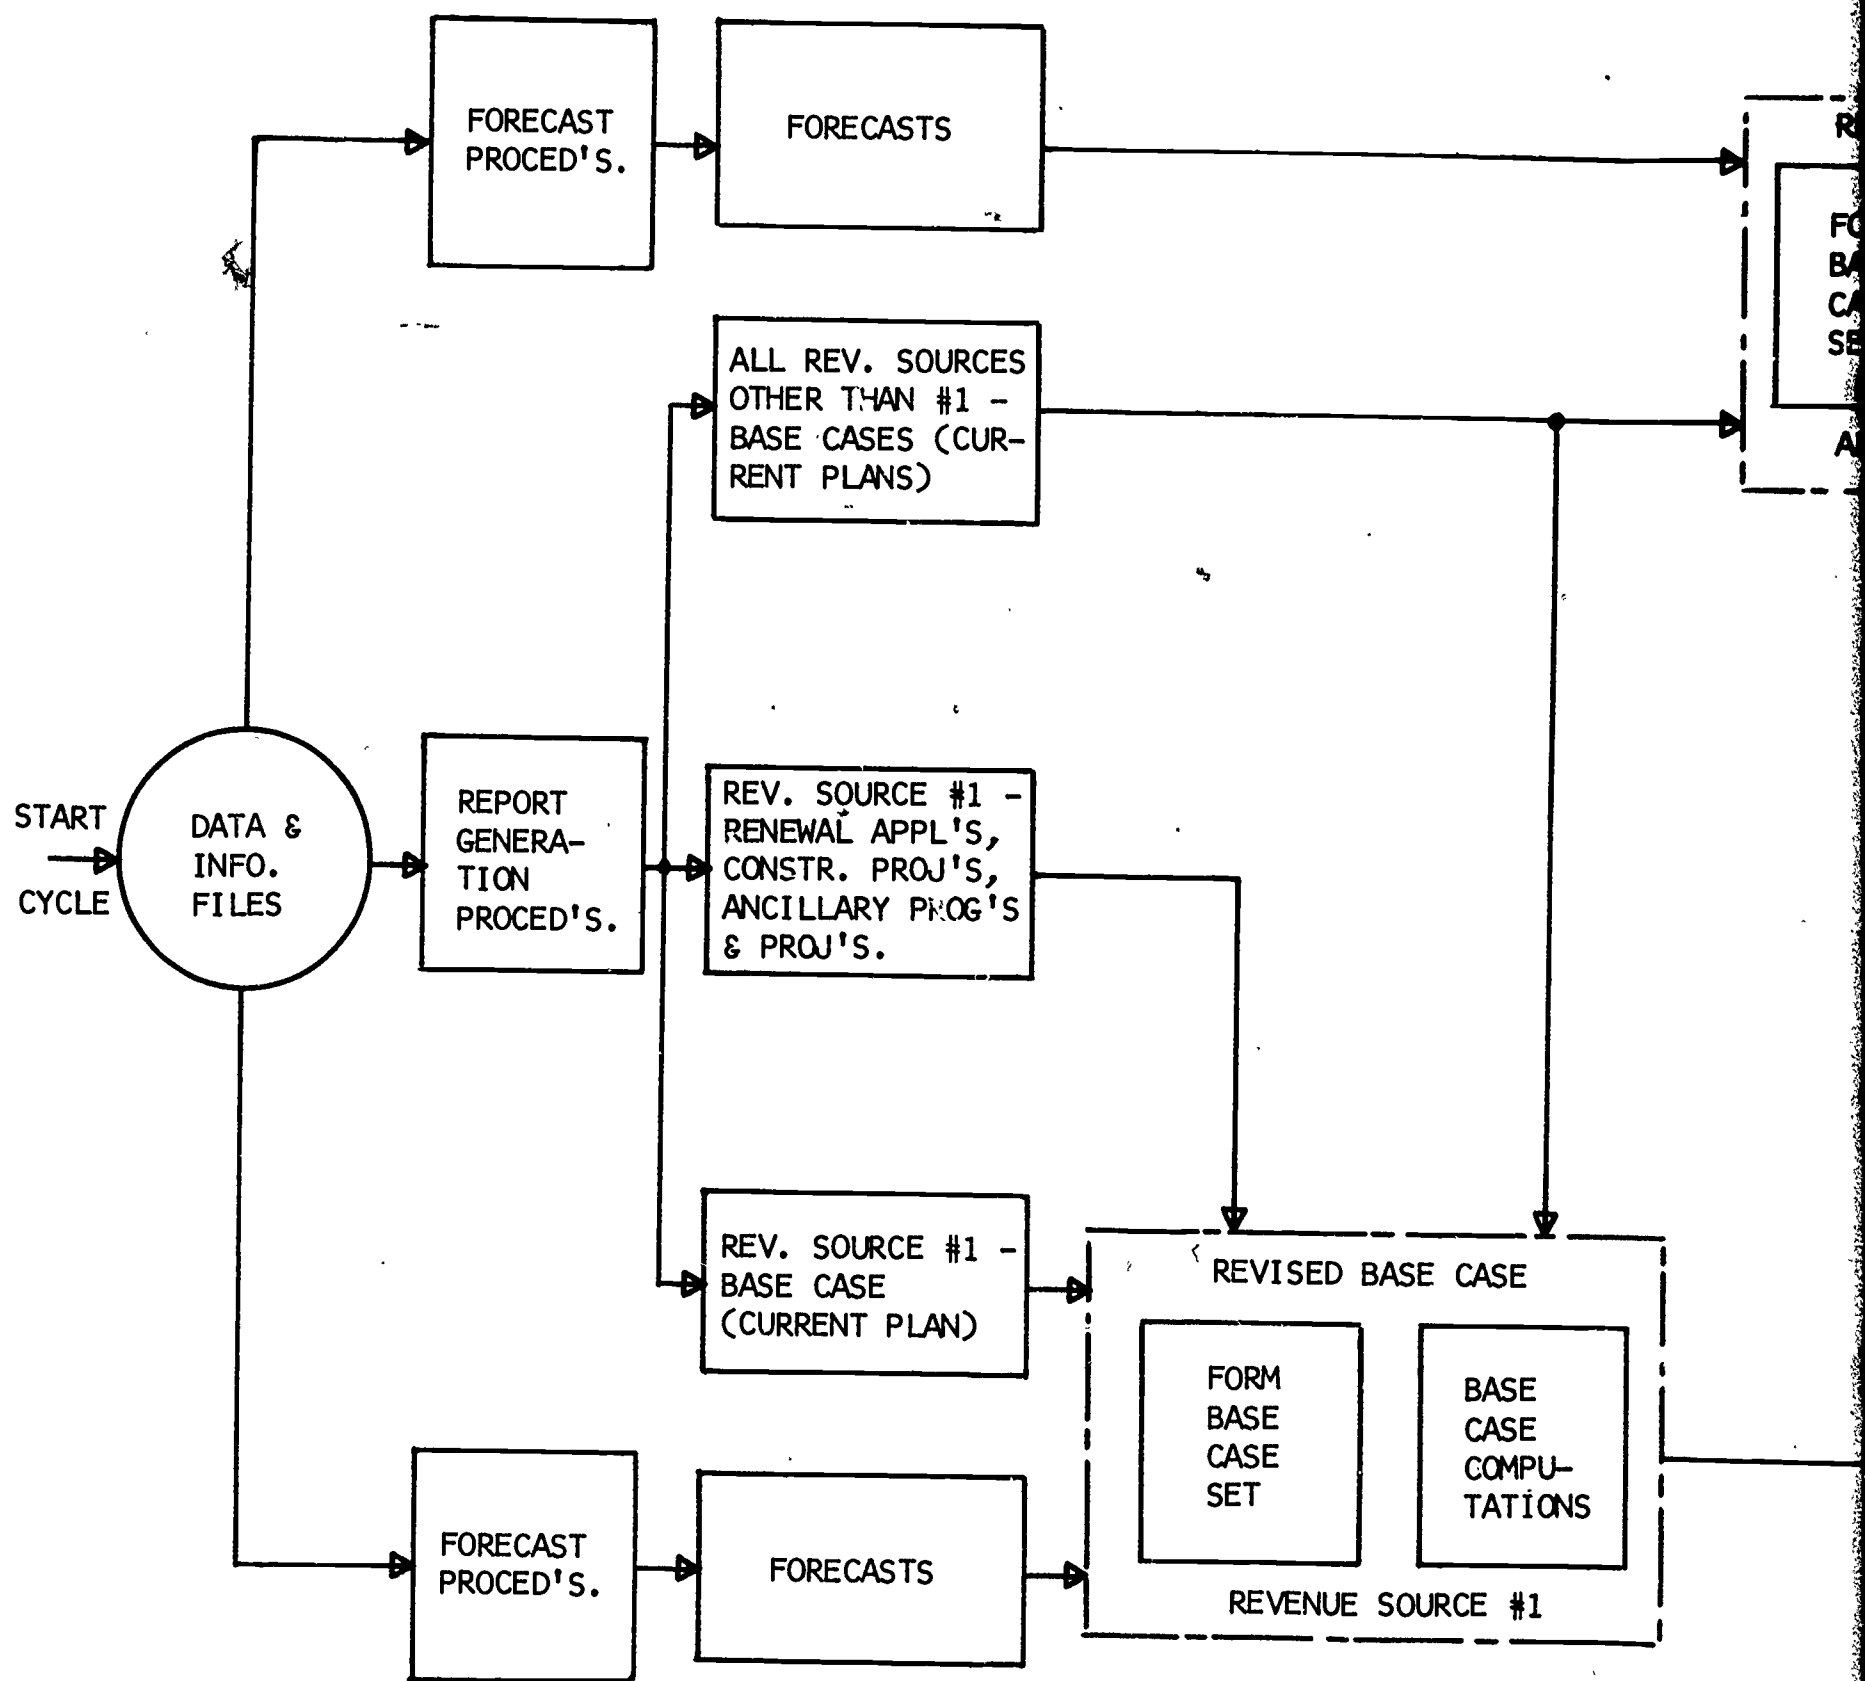 FORECAST
PROCED'S.
FORECASTS
ALL REV. SOURCES
OTHER THAN #1 -
BASE CASES (CUR-
RENT PLANS)
START
CYCLE
DATA &
INFO.
FILES
REPORT
GENERA-
TION
PROCED'S.
REV. SOURCE #1 -
RENEWAL APPL'S,
CONSTR. PROJ'S,
ANCILLARY PROG'S
& PROJ'S.
REV. SOURCE #1 -
BASE CASE
(CURRENT PLAN)
REVISED BASE CASE
FORM
BASE
CASE
SET
BASE
CASE
COMPU-
TATIONS
REVENUE SOURCE #1
FORECAST
PROCED'S.
FORECASTS